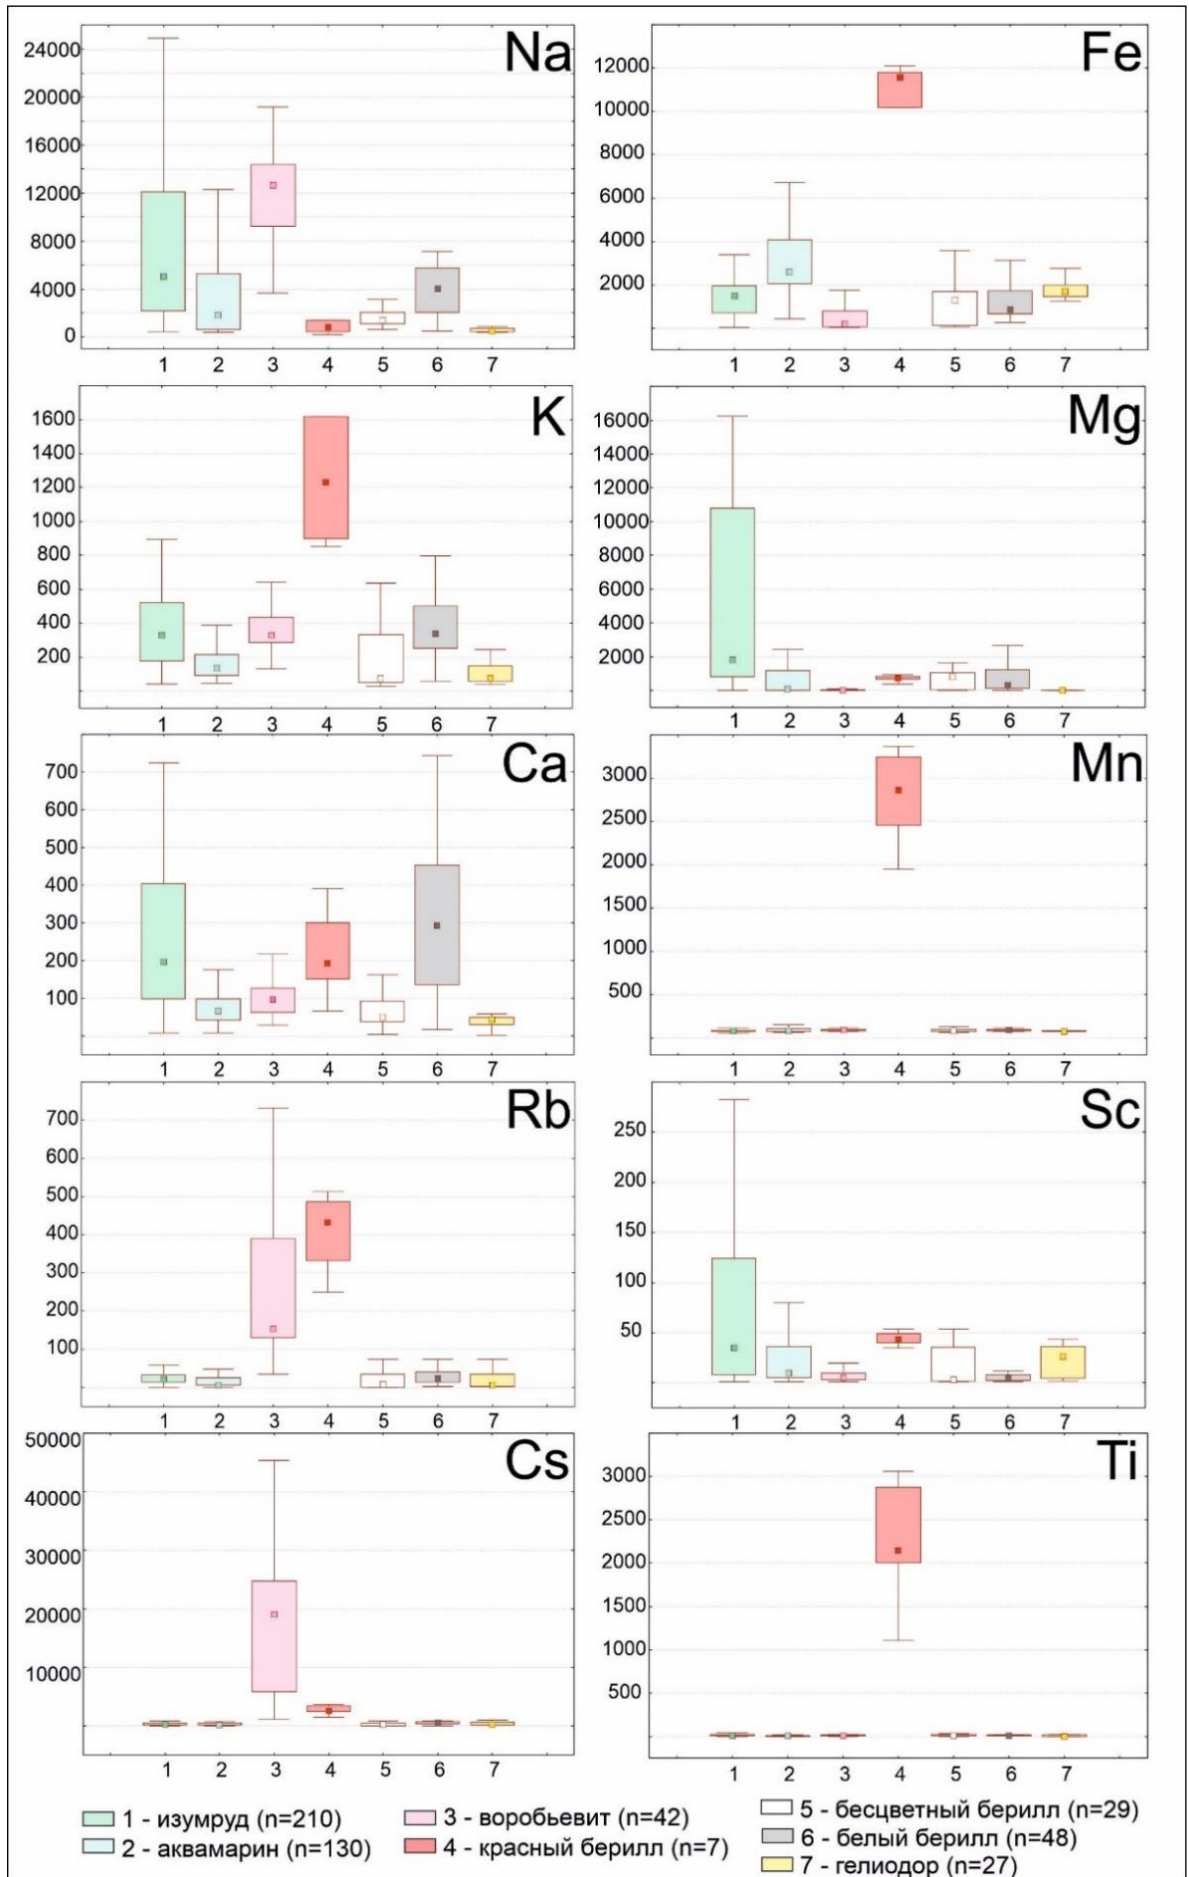 Na
24000
20000
16000
12000
8000
4000
0
1 2 3 4 5 6 7
Fe
12000
10000
8000
6000
4000
2000
1 2 3 4 5 6 7
K
1600
1400
1200
1000
800
600
400
200
1 2 3 4 5 6 7
Mg
16000
14000
12000
10000
8000
6000
4000
2000
1 2 3 4 5 6 7
Ca
700
600
500
400
300
200
100
1 2 3 4 5 6 7
Mn
3000
2500
2000
1500
1000
500
1 2 3 4 5 6 7
Rb
700
600
500
400
300
200
100
1 2 3 4 5 6 7
Sc
250
200
150
100
50
1 2 3 4 5 6 7
Cs
50000
40000
30000
20000
10000
1 2 3 4 5 6 7
Ti
3000
2500
2000
1500
1000
500
1 2 3 4 5 6 7
1 - изумруд (n=210)
2 - аквамарин (n=130)
3 - воробьевит (n=42)
4 - красный берилл (n=7)
5 - бесцветный берилл (n=29)
6 - белый берилл (n=48)
7 - гелиодор (n=27)